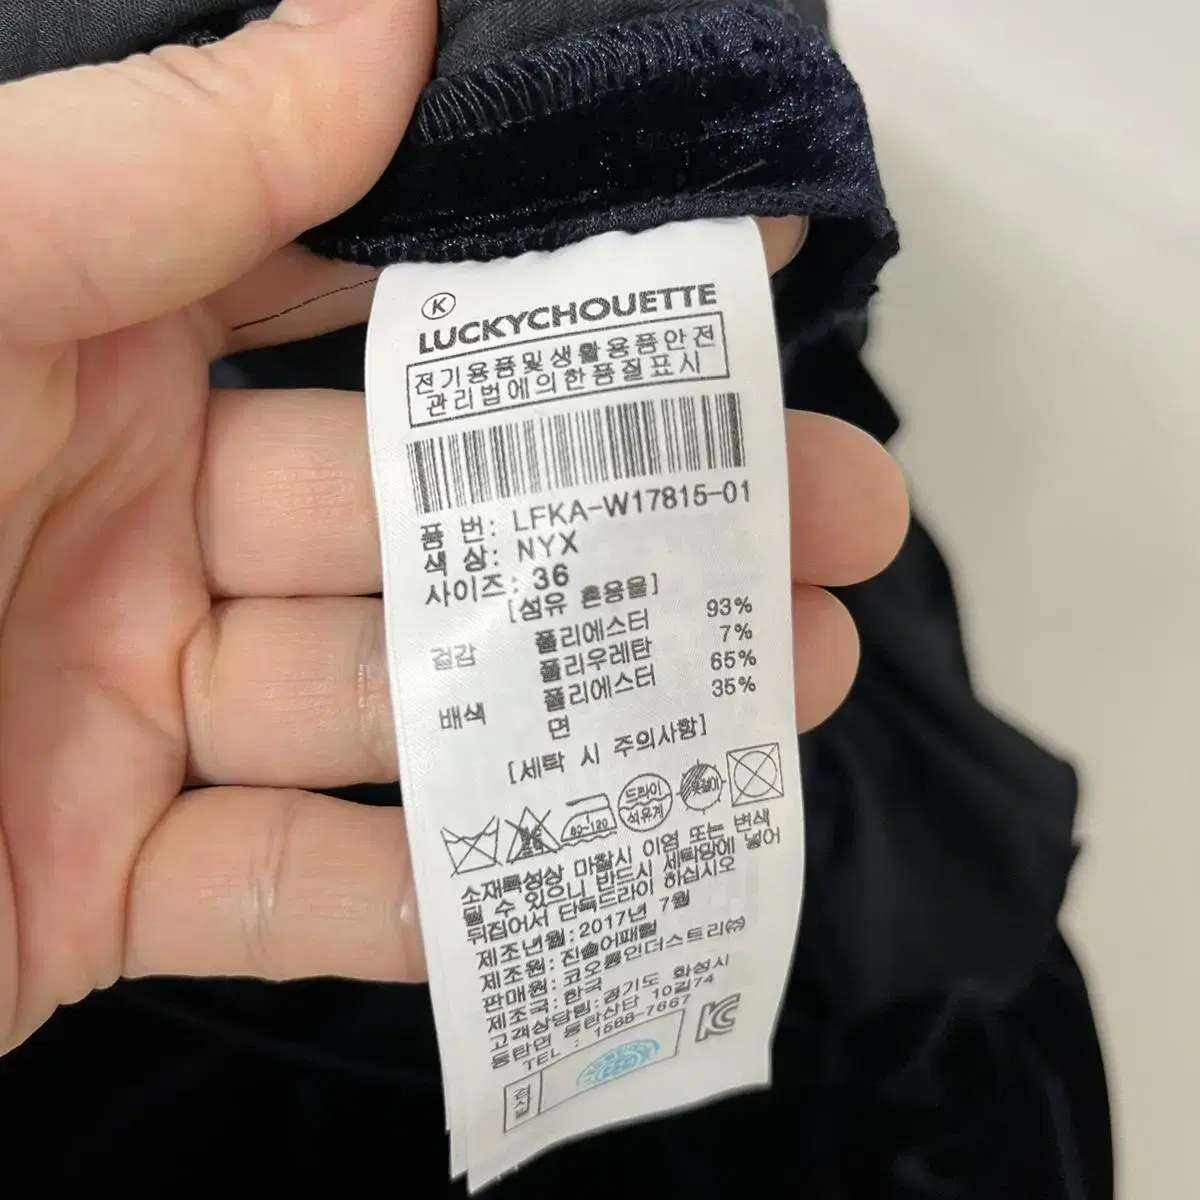 K
LUCKYCHOUETTE
전기용품및생활용품안전
관리법에의한품질표시
품 번: LFKA-W17815-01
색 상: NYX
사이즈: 36
[섬유 혼용율]
겉감 폴리에스터 93%
폴리우레탄 7%
배색 폴리에스터 65%
면 35%
[세탁 시 주의사항]
80~120
드라이
석유계
소재특성상 마찰시 이염 또는 변색
될 수 있으니 반드시 세탁망에 넣어
뒤집어서 단독드라이 하십시오
제조년월: 2017년 7월
제조원: 진솔어패럴
판매원: 코오롱인더스트리㈜
제조국: 한국
고객상담팀: 경기도 화성시
동탄면 동탄산단 10길74
TEL : 1588-7667